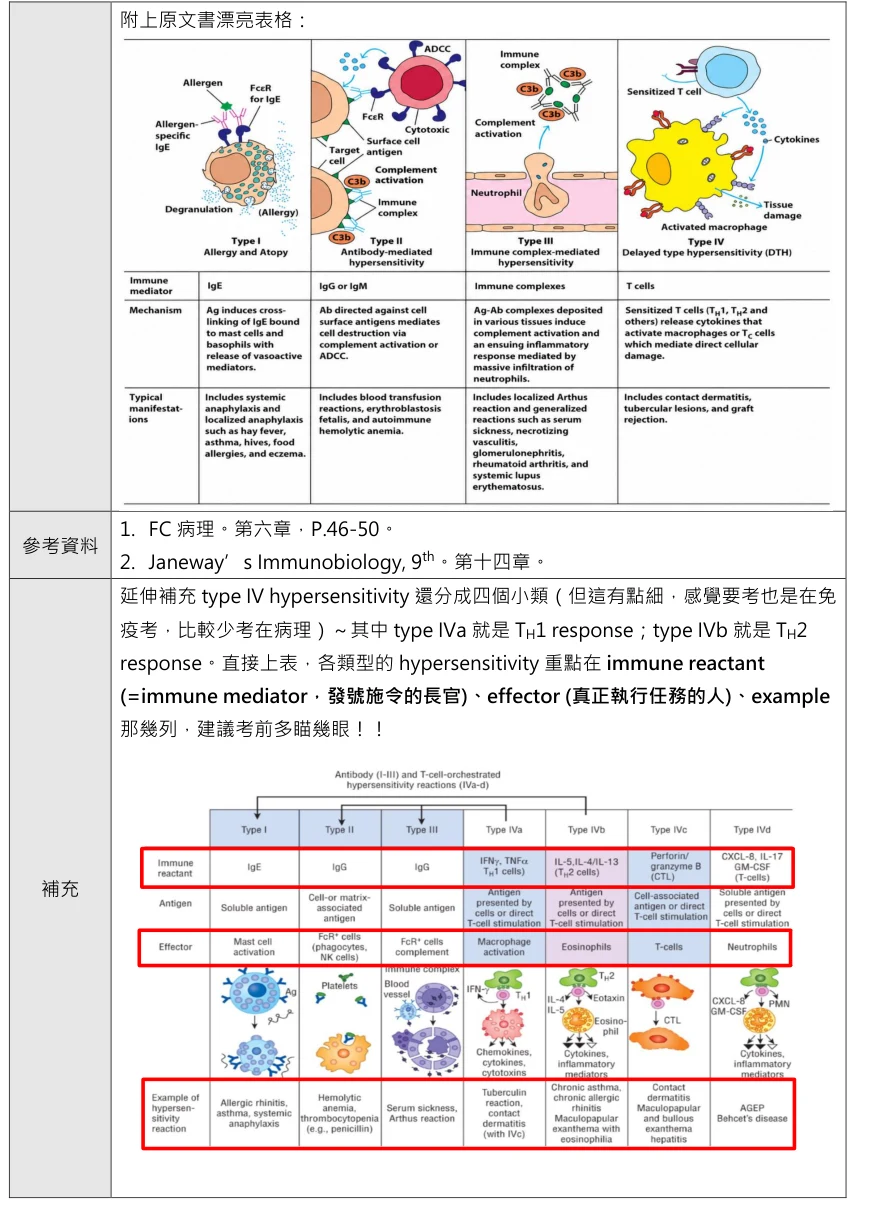 附上原文書漂亮表格：
Allergen
FcεR
for IgE
Allergen-
specific
IgE
Degranulation
(Allergy)
Type I
Allergy and Atopy
ADCC
FcεR
Cytotoxic
Target
cell
Surface cell
antigen
C3b
Complement
activation
Immune
complex
C3b
Type II
Antibody-mediated
hypersensitivity
Immune
complex
C3b
C3b
C3b
Complement
activation
Neutrophil
Type III
Immune complex-mediated
hypersensitivity
Sensitized T cell
Cytokines
Tissue
damage
Activated macrophage
Type IV
Delayed type hypersensitivity (DTH)
Immune
mediator
IgE
IgG or IgM
Immune complexes
T cells
Mechanism
Ag induces cross-
linking of IgE bound
to mast cells and
basophils with
release of vasoactive
mediators.
Ab directed against cell
surface antigens mediates
cell destruction via
complement activation or
ADCC.
Ag-Ab complexes deposited
in various tissues induce
complement activation and
an ensuing inflammatory
response mediated by
massive infiltration of
neutrophils.
Sensitized T cells (TH1, TH2 and
others) release cytokines that
activate macrophages or TC cells
which mediate direct cellular
damage.
Typical
manifestat-
ions
Includes systemic
anaphylaxis and
localized anaphylaxis
such as hay fever,
asthma, hives, food
allergies, and eczema.
Includes blood transfusion
reactions, erythroblastosis
fetalis, and autoimmune
hemolytic anemia.
Includes localized Arthus
reaction and generalized
reactions such as serum
sickness, necrotizing
vasculitis,
glomerulonephritis,
rheumatoid arthritis, and
systemic lupus
erythematosus.
Includes contact dermatitis,
tubercular lesions, and graft
rejection.
參考資料
1. FC 病理。第六章，P.46-50。
2. Janeway’s Immunobiology, 9th。第十四章。
補充
延伸補充 type IV hypersensitivity 還分成四個小類（但這有點細，感覺要考也是在免
疫考，比較少考在病理）~其中 type IVa 就是 TH1 response；type IVb 就是 TH2
response。直接上表，各類型的 hypersensitivity 重點在 immune reactant
(=immune mediator，發號施令的長官)、effector (真正執行任務的人)、example
那幾列，建議考前多瞄幾眼！！
Antibody (I-III) and T-cell-orchestrated
hypersensitivity reactions (IVa-d)
Type I
Type II
Type III
Type IVa
Type IVb
Type IVc
Type IVd
Immune
reactant
IgE
IgG
IgG
IFNγ, TNFα
TH1 cells)
IL-5,IL-4/IL-13
(TH2 cells)
Perforin/
granzyme B
(CTL)
CXCL-8, IL-17
GM-CSF
(T-cells)
Antigen
Soluble antigen
Cell-or matrix-
associated
antigen
Soluble antigen
Antigen
presented by
cells or direct
T-cell stimulation
Antigen
presented by
cells or direct
T-cell stimulation
Cell-associated
antigen or direct
T-cell stimulation
Soluble antigen
presented by
cells or direct
T-cell stimulation
Effector
Mast cell
activation
FcR+ cells
(phagocytes,
NK cells)
FcR+ cells
complement
Macrophage
activation
Eosinophils
T-cells
Neutrophils
Ag
Platelets
Immune complex
Blood
vessel
IFN-γ
TH1
Chemokines,
cytokines,
cytotoxins
TH2
IL-4
IL-5
Eotaxin
Eosino-
phil
Cytokines,
inflammatory
mediators
CTL
CXCL-8
GM-CSF
PMN
Cytokines,
inflammatory
mediators
Example of
hypersen-
sitivity
reaction
Allergic rhinitis,
asthma, systemic
anaphylaxis
Hemolytic
anemia,
thrombocytopenia
(e.g., penicillin)
Serum sickness,
Arthus reaction
Tuberculin
reaction,
contact
dermatitis
(with IVc)
Chronic asthma,
chronic allergic
rhinitis
Maculopapular
exanthema with
eosinophilia
Contact
dermatitis
Maculopapular
and bullous
exanthema
hepatitis
AGEP
Behcet's disease